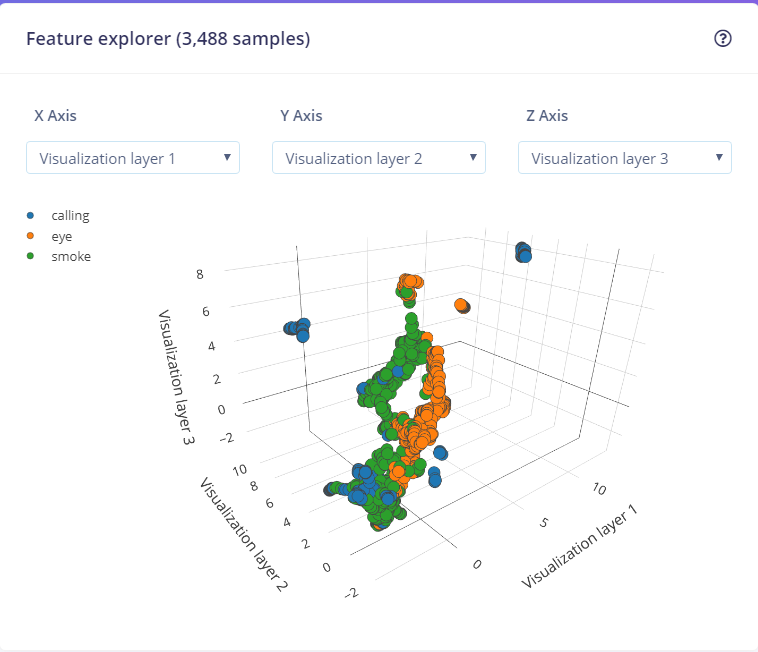 Feature explorer (3,488 samples)
X Axis
Y Axis
Z Axis
Visualization layer 1
Visualization layer 2
Visualization layer 3
calling
eye
smoke
8
6
4
2
0
−2
Visualization layer 3
10
8
6
4
2
0
−2
Visualization layer 2
0
5
10
Visualization layer 1